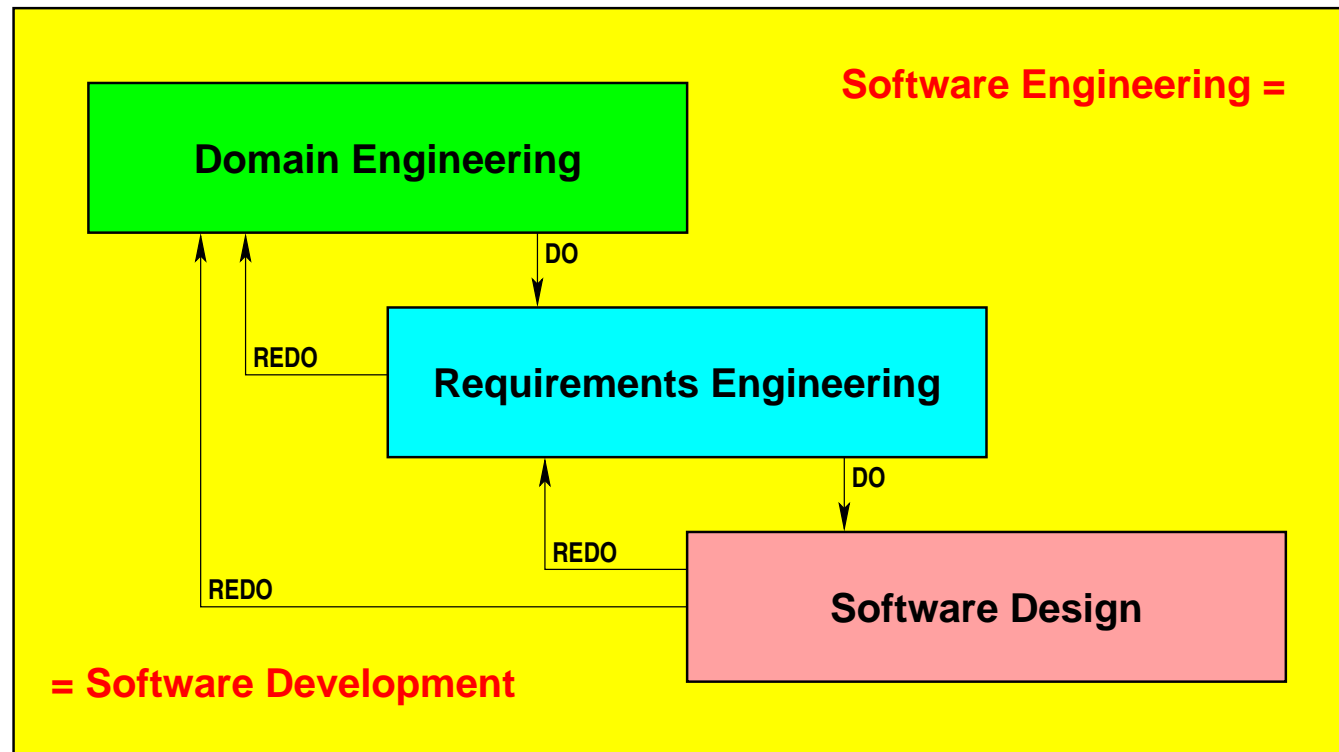 Software Engineering =
Domain Engineering
DO
REDO
Requirements Engineering
DO
REDO
REDO
Software Design
= Software Development